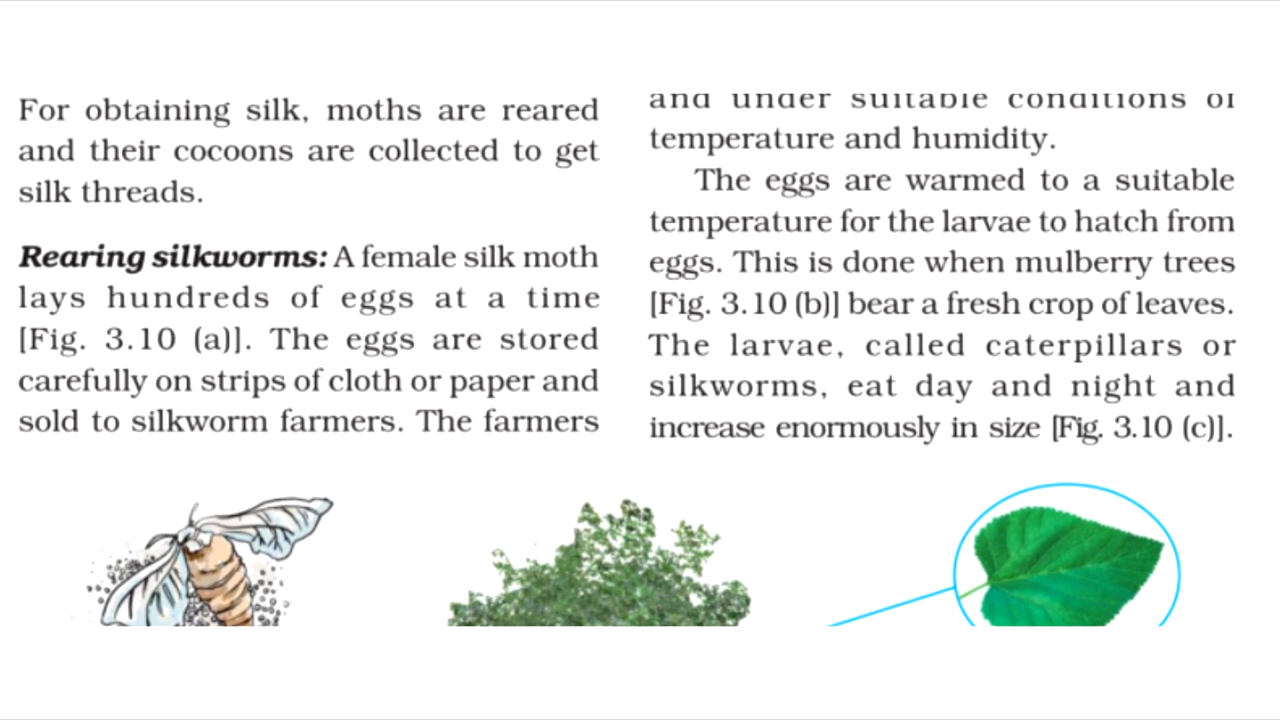 For obtaining silk, moths are reared
and their cocoons are collected to get
silk threads.
Rearing silkworms: A female silk moth
lays hundreds of eggs at a time
[Fig. 3.10 (a)]. The eggs are stored
carefully on strips of cloth or paper and
sold to silkworm farmers. The farmers
and under suitable conditions of
temperature and humidity.
The eggs are warmed to a suitable
temperature for the larvae to hatch from
eggs. This is done when mulberry trees
[Fig. 3.10 (b)] bear a fresh crop of leaves.
The larvae, called caterpillars or
silkworms, eat day and night and
increase enormously in size [Fig. 3.10 (c)].